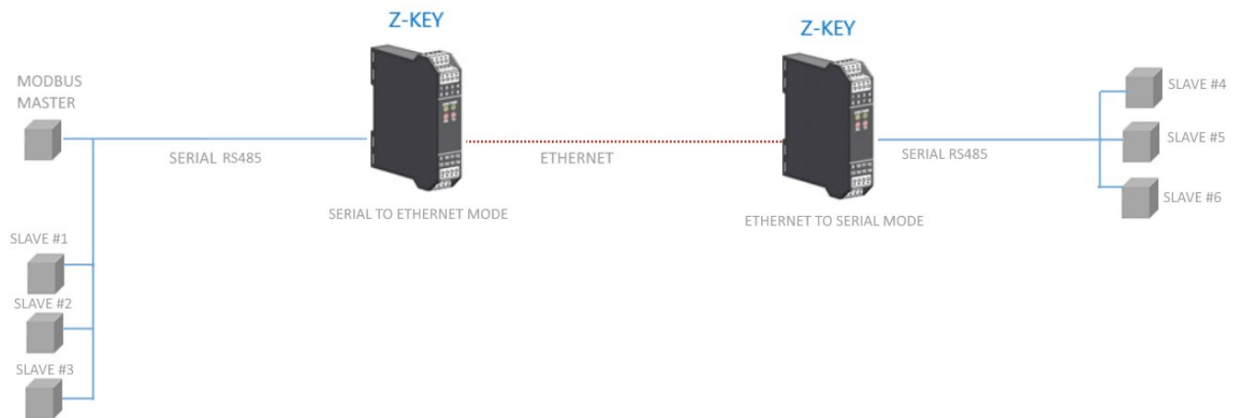 Z-KEY
Z-KEY
MODBUS
MASTER
SERIAL RS485
ETHERNET
SERIAL RS485
SLAVE #4
SLAVE #5
SLAVE #6
SERIAL TO ETHERNET MODE
ETHERNET TO SERIAL MODE
SLAVE #1
SLAVE #2
SLAVE #3